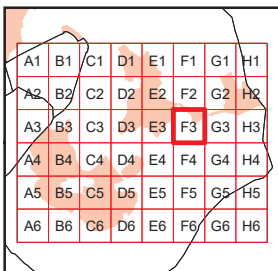 A1 B1 C1 D1 E1 F1 G1 H1
A2 B2 C2 D2 E2 F2 G2 H2
A3 B3 C3 D3 E3 F3 G3 H3
A4 B4 C4 D4 E4 F4 G4 H4
A5 B5 C5 D5 E5 F5 G5 H5
A6 B6 C6 D6 E6 F6 G6 H6